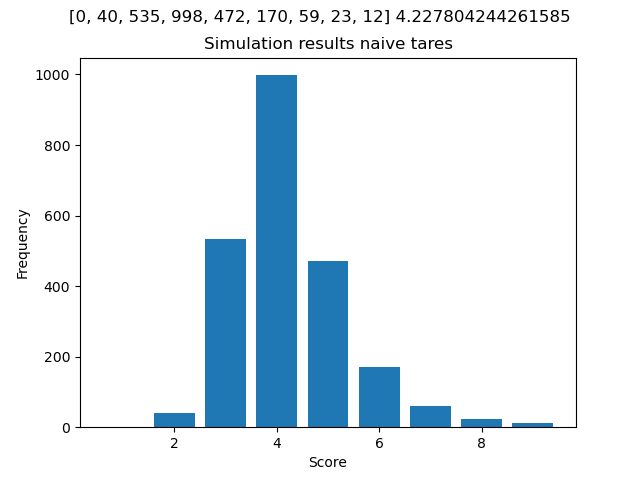 [0, 40, 535, 998, 472, 170, 59, 23, 12] 4.227804244261585
Simulation results naive tares
1000
800
600
400
200
0
Frequency
2 4 6 8
Score